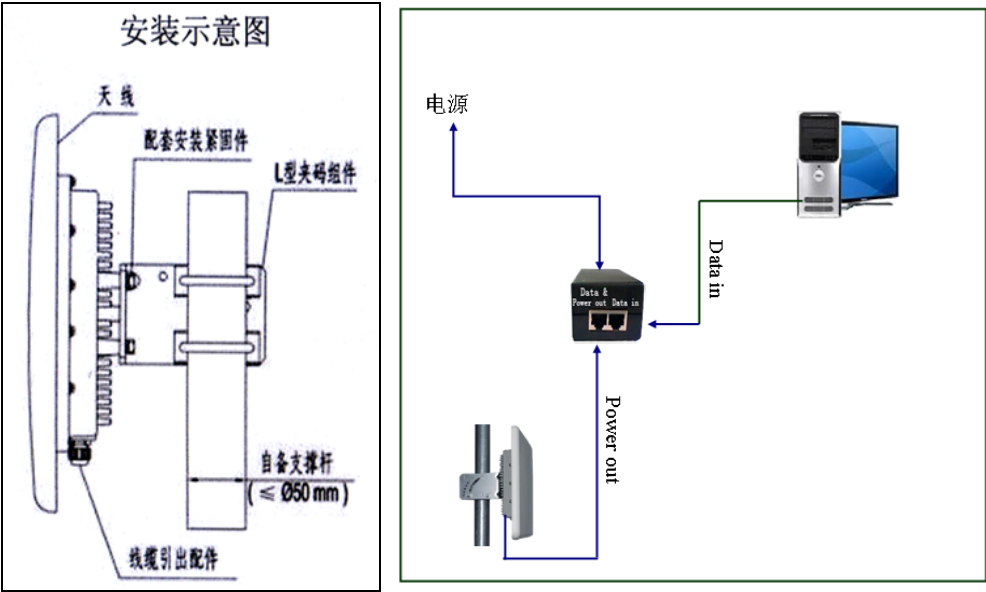 安装示意图
天线
配套安装紧固件
L型夹码组件
自备支撑杆
(≤Ø50mm)
线缆引出配件
电源
Data in
Data &
Power out Data in
Power out